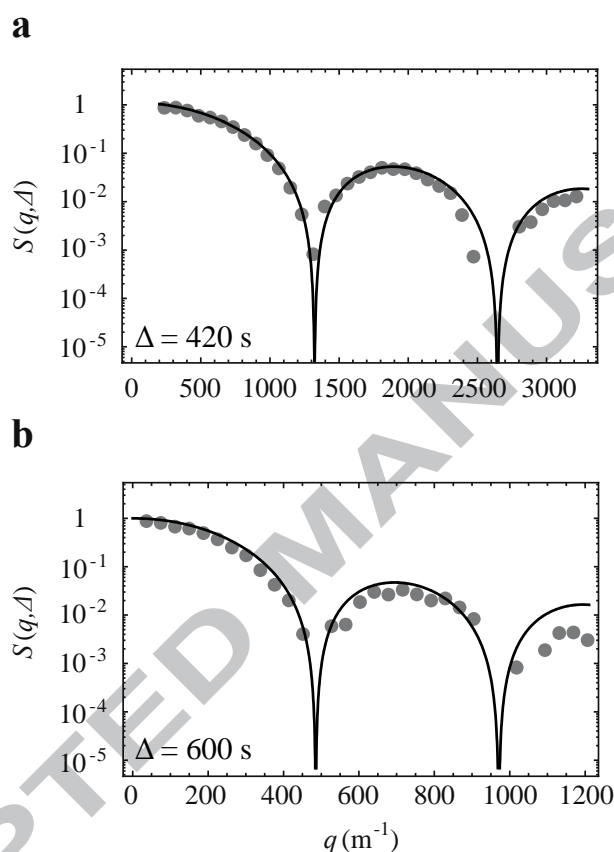 a
S(q,Δ)
1
10⁻¹
10⁻²
10⁻³
10⁻⁴
10⁻⁵
Δ = 420 s
0 500 1000 1500 2000 2500 3000
b
S(q,Δ)
1
10⁻¹
10⁻²
10⁻³
10⁻⁴
10⁻⁵
Δ = 600 s
0 200 400 600 800 1000 1200
q (m⁻¹)
PTED MANUS